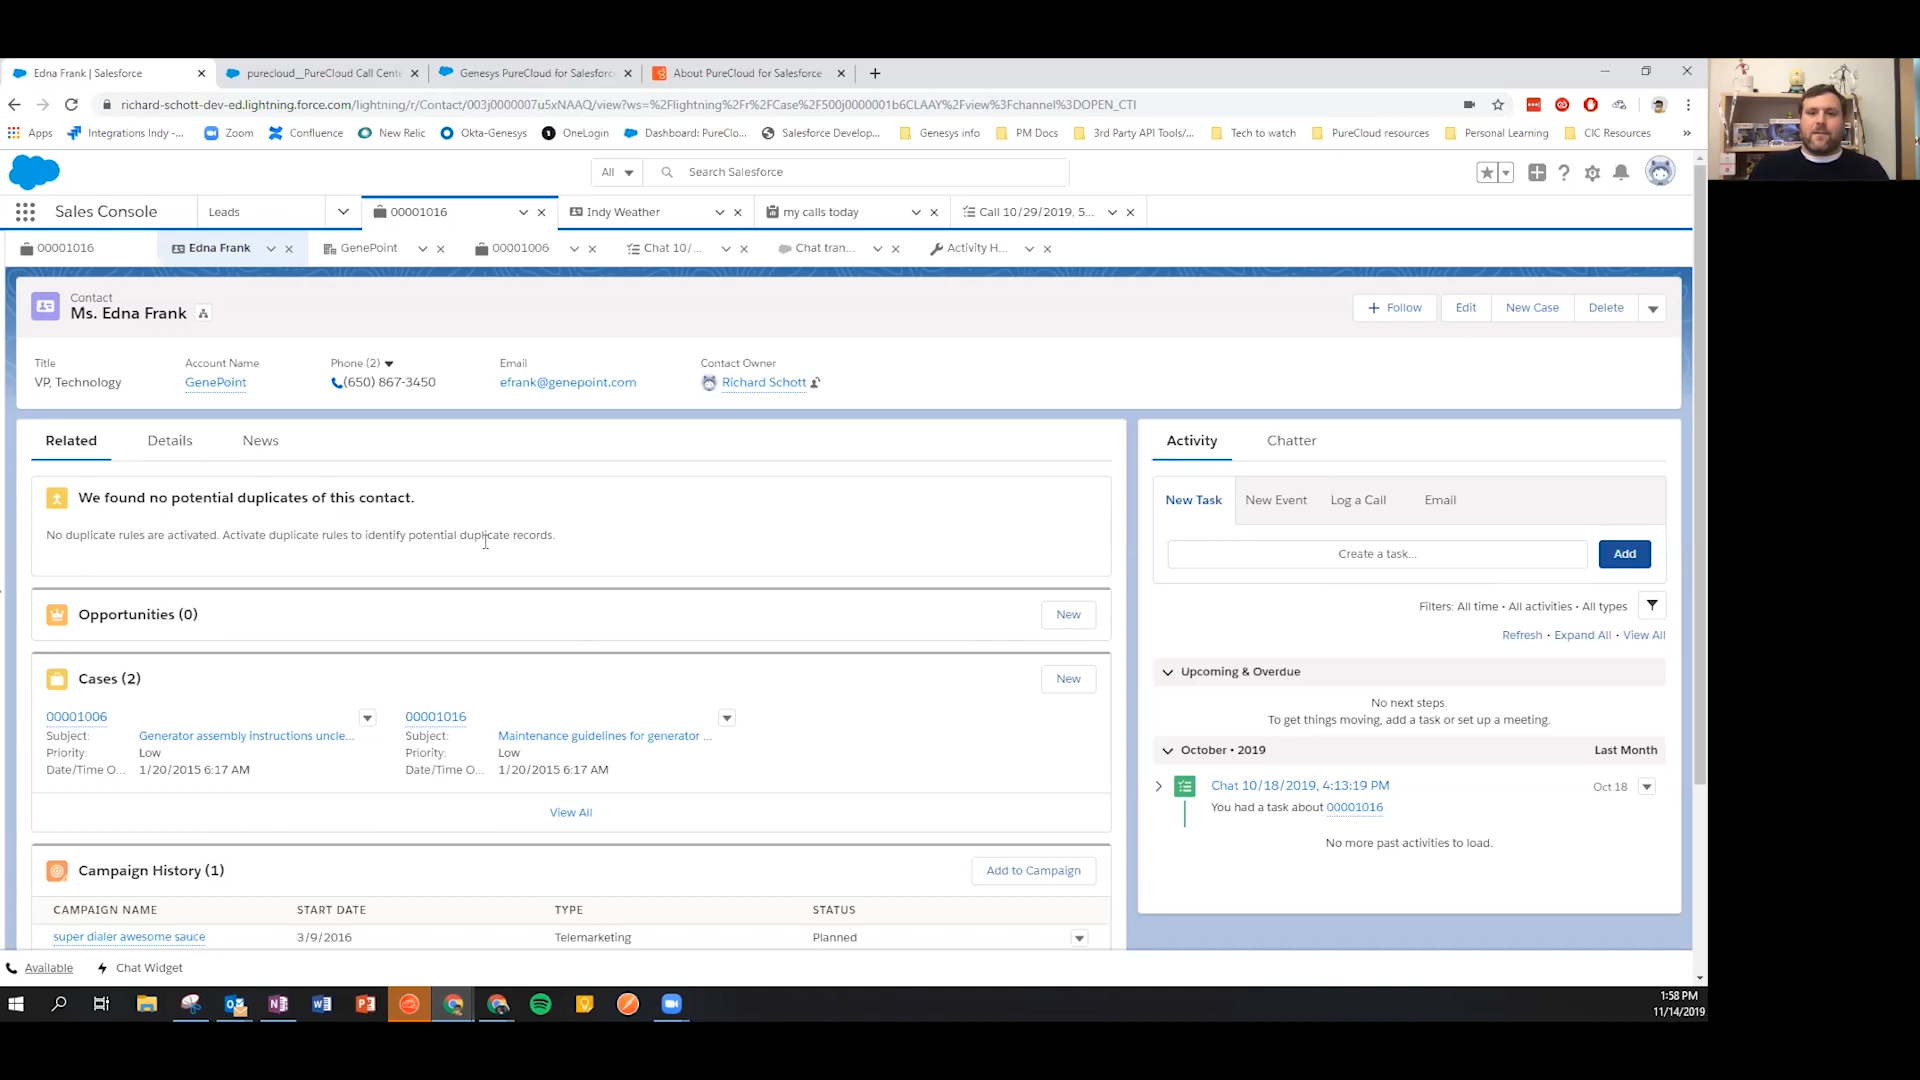 Edna Frank | Salesforce
purecloud__PureCloud Call Cent
Genesys PureCloud for Salesforc
About PureCloud for Salesforce
richard-schott-dev-ed.lightning.force.com/lightning/r/Contact/003j0000007u5xNAAQ/view?ws=%2Flightning%2Fr%2FCase%2F500j0000001b6CLAAY%2Fview%3Fchannel%3DOPEN_CTI
Apps
Integrations Indy -...
Zoom
Confluence
New Relic
Okta-Genesys
OneLogin
Dashboard: PureClo...
Salesforce Develop...
Genesys info
PM Docs
3rd Party API Tools/...
Tech to watch
PureCloud resources
Personal Learning
CIC Resources
»
All
Search Salesforce
Sales Console
Leads
00001016
Indy Weather
my calls today
Call 10/29/2019, 5...
00001016
Edna Frank
GenePoint
00001006
Chat 10/...
Chat tran...
Activity H...
Contact
Ms. Edna Frank
+ Follow
Edit
New Case
Delete
Title
Account Name
Phone (2)
Email
Contact Owner
VP, Technology
GenePoint
(650) 867-3450
efrank@genepoint.com
Richard Schott
Related
Details
News
Activity
Chatter
We found no potential duplicates of this contact.
No duplicate rules are activated. Activate duplicate rules to identify potential duplicate records.
New Task
New Event
Log a Call
Email
Create a task...
Add
Opportunities (0)
New
Filters: All time • All activities • All types
Refresh • Expand All • View All
Cases (2)
New
Upcoming & Overdue
No next steps.
To get things moving, add a task or set up a meeting.
00001006
Subject:
Generator assembly instructions uncle...
Priority:
Low
Date/Time O...
1/20/2015 6:17 AM
00001016
Subject:
Maintenance guidelines for generator ...
Priority:
Low
Date/Time O...
1/20/2015 6:17 AM
View All
October • 2019
Last Month
Chat 10/18/2019, 4:13:19 PM
Oct 18
You had a task about 00001016
No more past activities to load.
Campaign History (1)
Add to Campaign
CAMPAIGN NAME
START DATE
TYPE
STATUS
super dialer awesome sauce
3/9/2016
Telemarketing
Planned
Available
Chat Widget
1:58 PM
11/14/2019